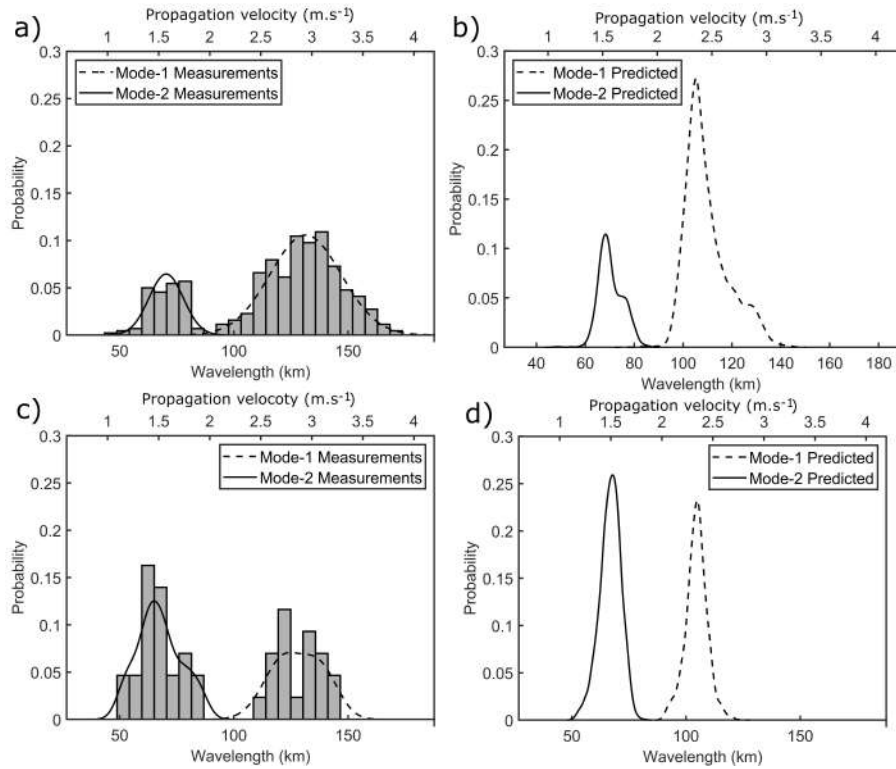 Propagation velocity (m.s-1)
a)
1 1.5 2 2.5 3 3.5 4
0.3
0.25
0.2
0.15
0.1
0.05
0
Probability
Mode-1 Measurements
Mode-2 Measurements
50 100 150
Wavelength (km)
Propagation velocity (m.s-1)
b)
1 1.5 2 2.5 3 3.5 4
0.3
0.25
0.2
0.15
0.1
0.05
0
Probability
Mode-1 Predicted
Mode-2 Predicted
40 60 80 100 120 140 160 180
Wavelength (km)
Propagation velocoty (m.s-1)
c)
1 1.5 2 2.5 3 3.5 4
0.3
0.25
0.2
0.15
0.1
0.05
0
Probability
Mode-1 Measurements
Mode-2 Measurements
50 100 150
Wavelength (km)
Propagation velocity (m.s-1)
d)
1 1.5 2 2.5 3 3.5 4
0.3
0.25
0.2
0.15
0.1
0.05
0
Probability
Mode-1 Predicted
Mode-2 Predicted
50 100 150
Wavelength (km)